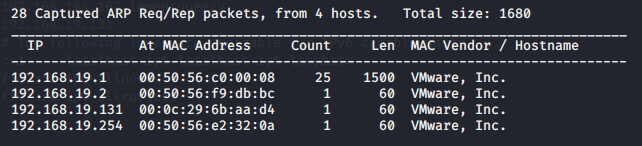 28 Captured ARP Req/Rep packets, from 4 hosts.   Total size: 1680
IP            At MAC Address     Count     Len  MAC Vendor / Hostname
192.168.19.1    00:50:56:c0:00:08     25    1500  VMware, Inc.
192.168.19.2    00:50:56:f9:db:bc      1      60  VMware, Inc.
192.168.19.131  00:0c:29:6b:aa:d4      1      60  VMware, Inc.
192.168.19.254  00:50:56:e2:32:0a      1      60  VMware, Inc.